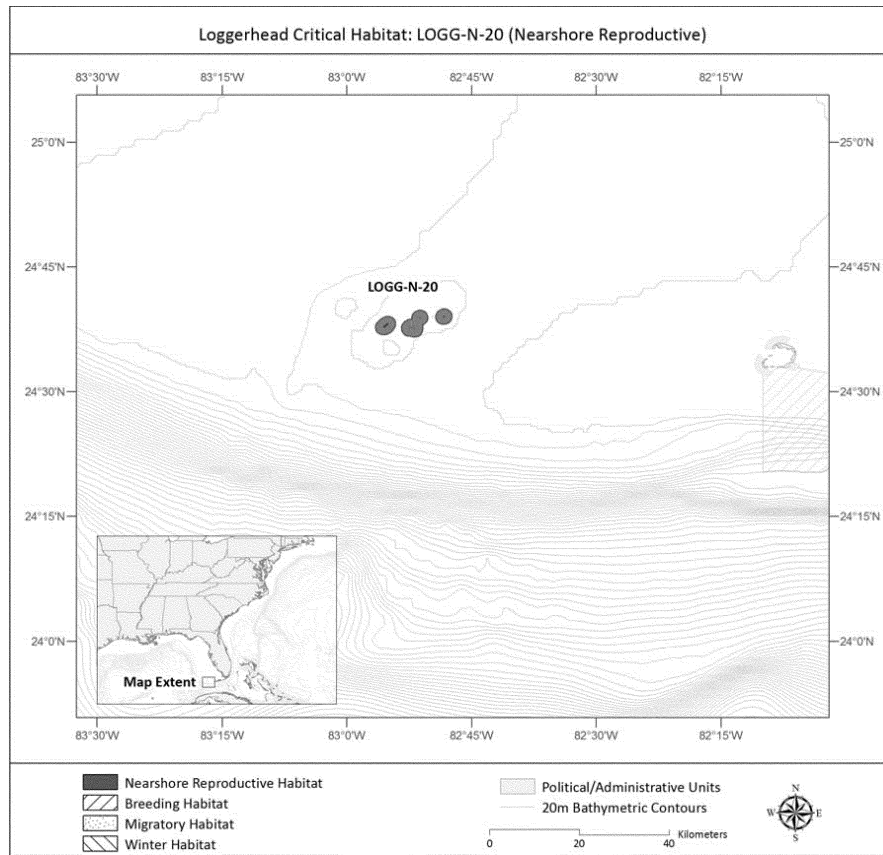 Loggerhead Critical Habitat: LOGG-N-20 (Nearshore Reproductive)
83°30'W 83°15'W 83°0'W 82°45'W 82°30'W 82°15'W
25°0'N 25°0'N
24°45'N 24°45'N
LOGG-N-20
24°30'N 24°30'N
24°15'N 24°15'N
24°0'N 24°0'N
Map Extent
83°30'W 83°15'W 83°0'W 82°45'W 82°30'W 82°15'W
Nearshore Reproductive Habitat
Breeding Habitat
Migratory Habitat
Winter Habitat
Political/Administrative Units
20m Bathymetric Contours
Kilometers
0 20 40
N
W E
S